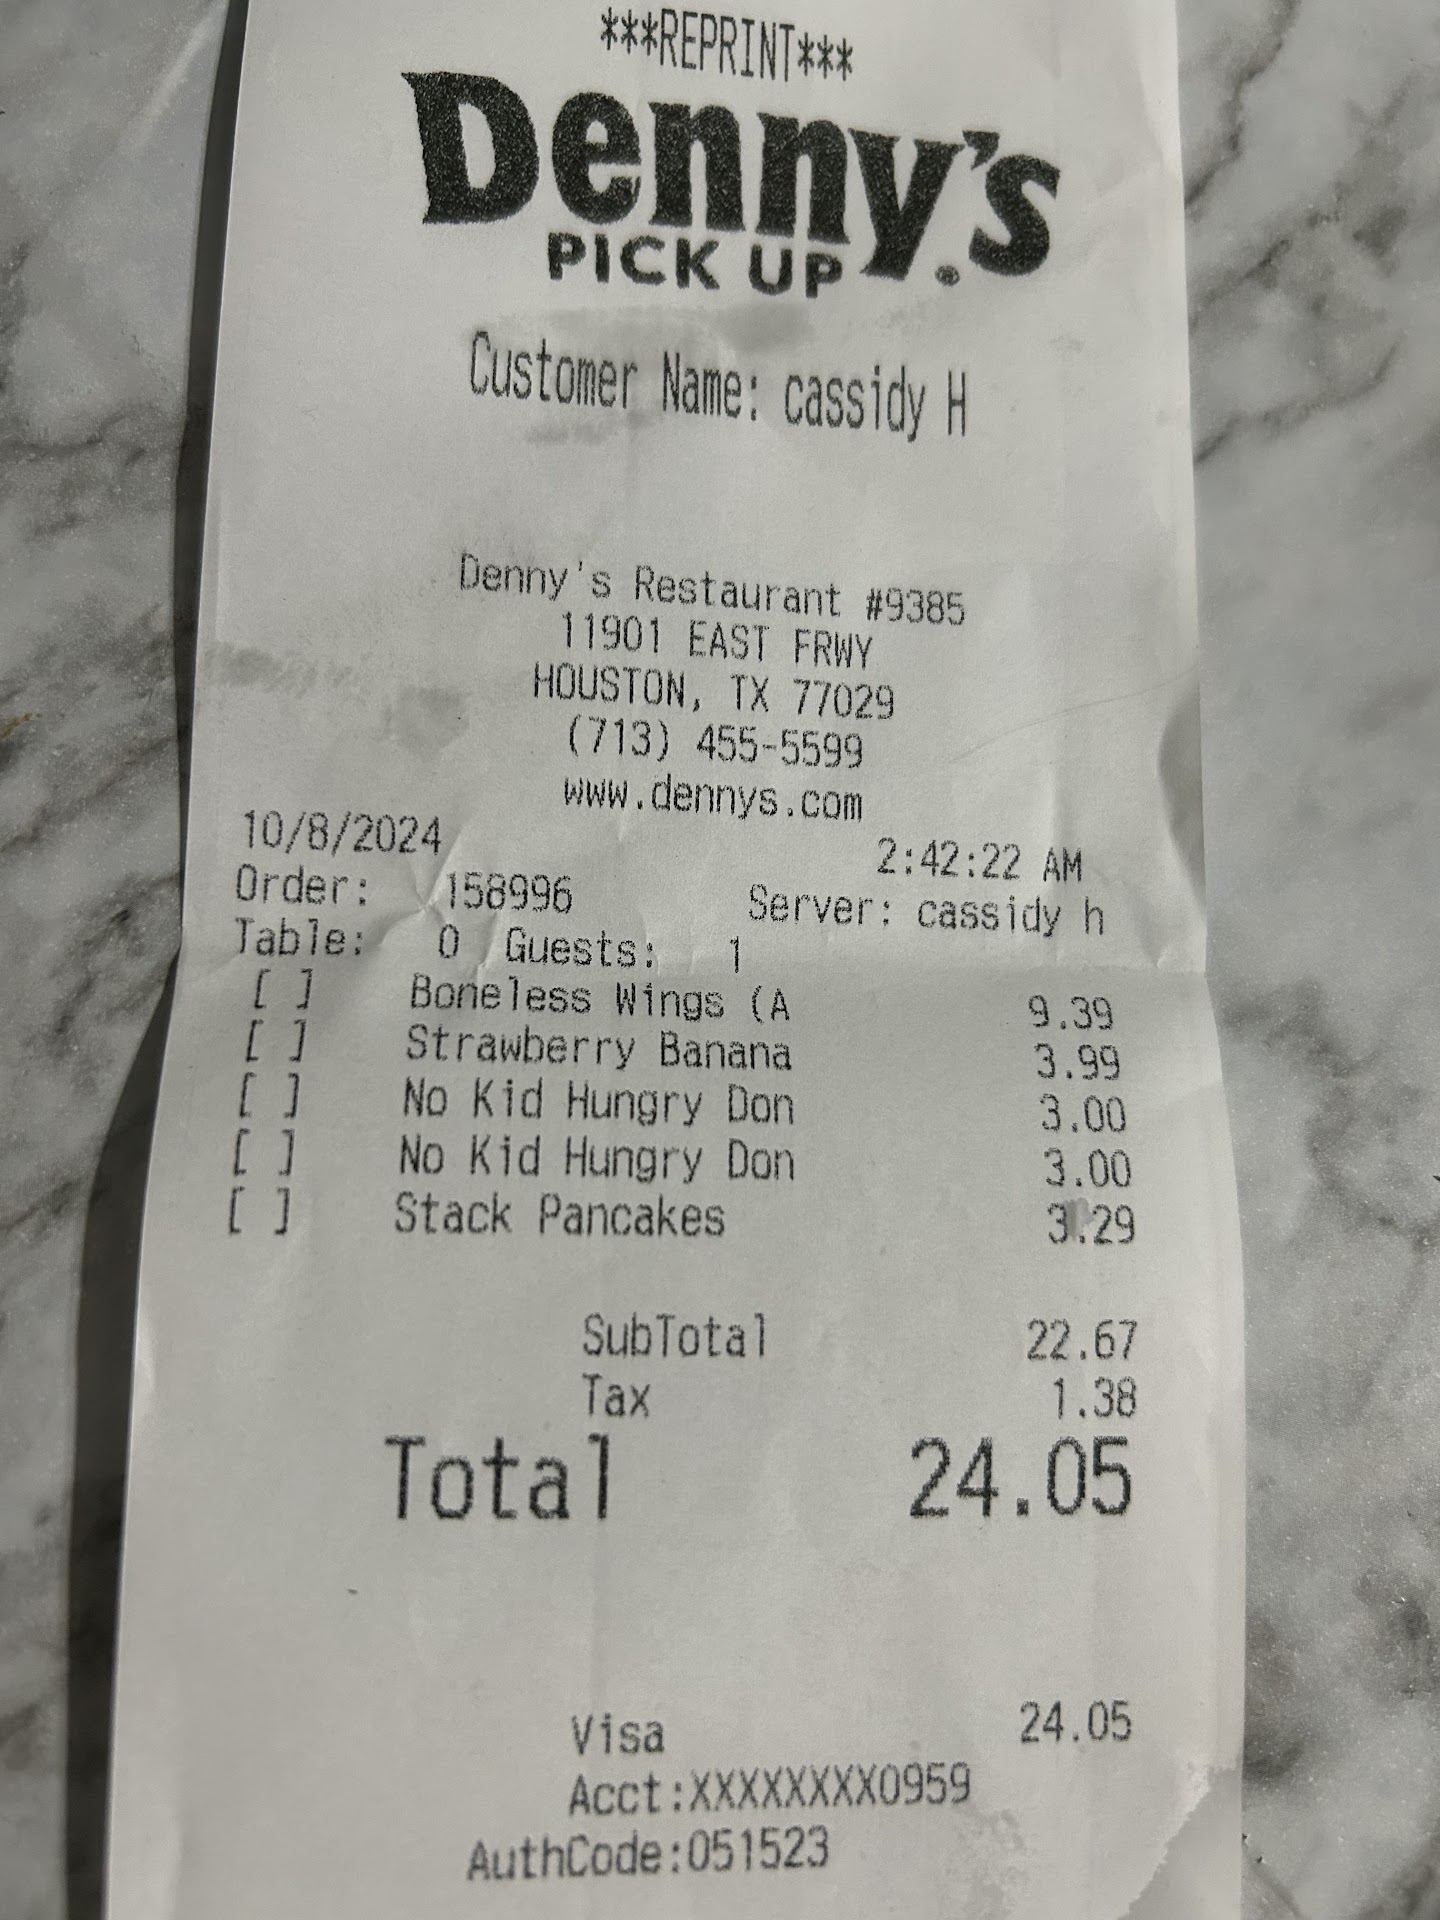 ***REPRINT***
Denny's
PICK UP
Customer Name: cassidy H
Denny's Restaurant #9385
11901 EAST FRWY
HOUSTON, TX 77029
(713) 455-5599
www.dennys.com
10/8/2024 2:42:22 AM
Order: 158996 Server: cassidy h
Table: 0 Guests: 1
[ ] Boneless Wings (A 9.39
[ ] Strawberry Banana 3.99
[ ] No Kid Hungry Don 3.00
[ ] No Kid Hungry Don 3.00
[ ] Stack Pancakes 3.29
SubTotal 22.67
Tax 1.38
Total 24.05
Visa 24.05
Acct:XXXXXXXX0959
AuthCode:051523